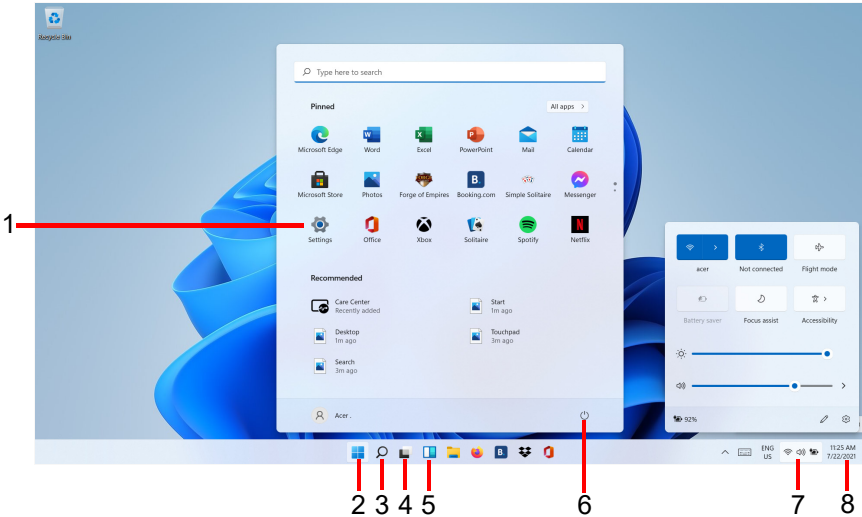 Recycle Bin
Type here to search
Pinned
All apps >
Microsoft Edge
Word
Excel
PowerPoint
Mail
Calendar
Microsoft Store
Photos
Forge of Empires
Booking.com
Simple Solitaire
Messenger
1
Settings
Office
Xbox
Solitaire
Spotify
Netflix
Recommended
Care Center
Recently added
Start
1m ago
Desktop
1m ago
Touchpad
3m ago
Search
3m ago
Acer .
acer
Not connected
Flight mode
Battery saver
Focus assist
Accessibility
92%
B.
ENG
US
11:25 AM
7/22/2021
2
3
4
5
6
7
8